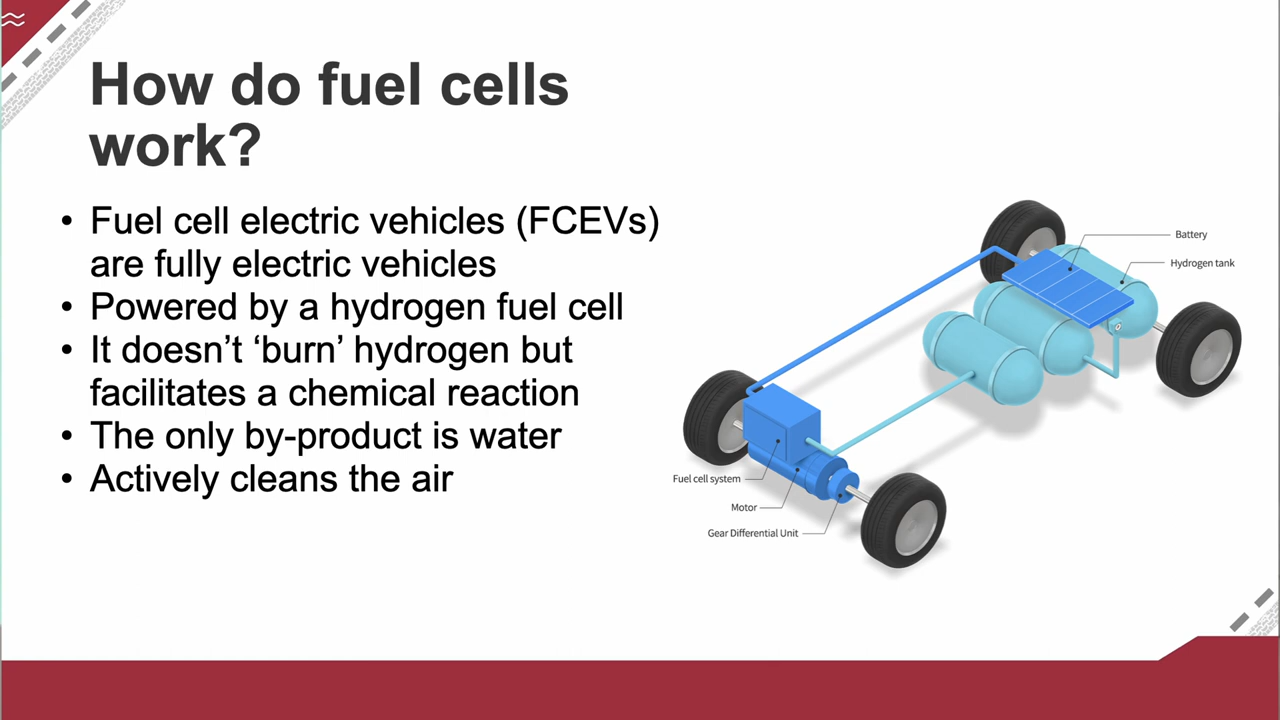 How do fuel cells
work?
• Fuel cell electric vehicles (FCEVs)
are fully electric vehicles
• Powered by a hydrogen fuel cell
• It doesn’t ‘burn’ hydrogen but
facilitates a chemical reaction
• The only by-product is water
• Actively cleans the air
Battery
Hydrogen tank
Fuel cell system
Motor
Gear Differential Unit